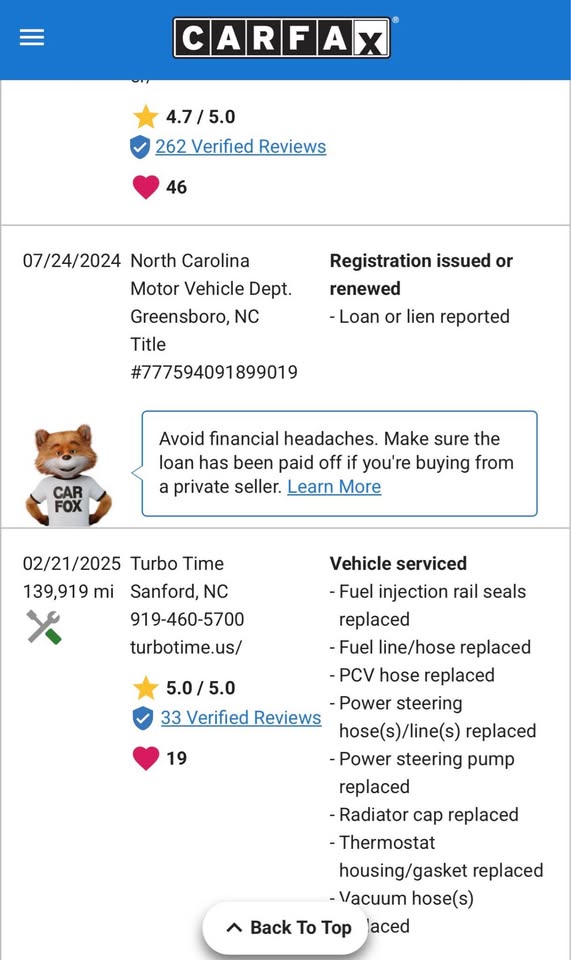 CARFAX®
4.7 / 5.0
262 Verified Reviews
46
07/24/2024
North Carolina
Motor Vehicle Dept.
Greensboro, NC
Title
#777594091899019
Registration issued or
renewed
- Loan or lien reported
CAR
FOX
Avoid financial headaches. Make sure the
loan has been paid off if you're buying from
a private seller. Learn More
02/21/2025
139,919 mi
Turbo Time
Sanford, NC
919-460-5700
turbotime.us/
5.0 / 5.0
33 Verified Reviews
19
Vehicle serviced
- Fuel injection rail seals
replaced
- Fuel line/hose replaced
- PCV hose replaced
- Power steering
hose(s)/line(s) replaced
- Power steering pump
replaced
- Radiator cap replaced
- Thermostat
housing/gasket replaced
- Vacuum hose(s)
laced
Back To Top